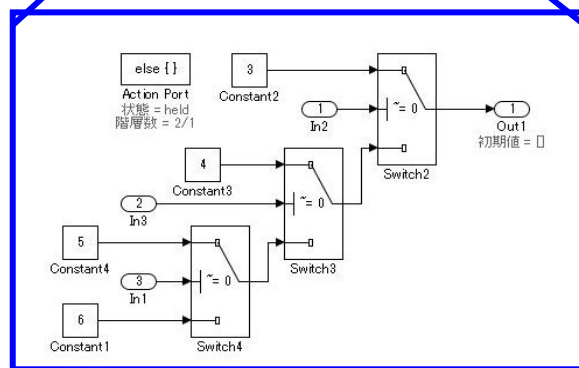 else { }
Action Port
状態 = held
階層数 = 2/1
3
Constant2
1
In2
~= 0
Switch2
1
Out1
初期値 = []
4
Constant3
2
In3
~= 0
Switch3
5
Constant4
3
In1
~= 0
6
Constant1
Switch4